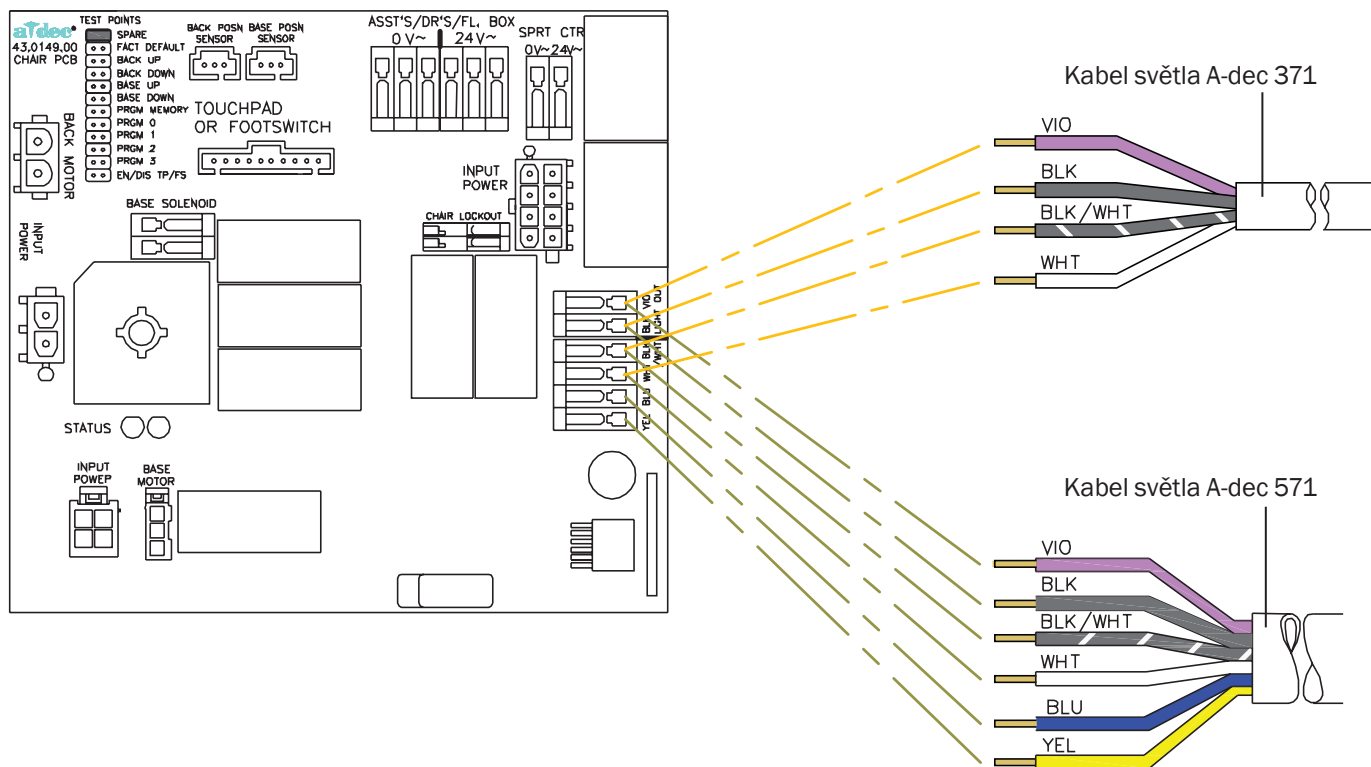 TEST POINTS
a-dec
43.0149.00
CHAIR PCB
SPARE
FACT DEFAULT
BACK UP
BACK DOWN
BASE UP
BASE DOWN
PRGM MEMORY
PRGM 0
PRGM 1
PRGM 2
PRGM 3
EN/DIS TP/FS
BACK POSN
SENSOR
BASE POSN
SENSOR
ASST'S/DR'S/FL. BOX
0V~ 24V~
SPRT CTR
0V~ 24V~
BACK MOTOR
TOUCHPAD
OR FOOTSWITCH
INPUT
POWER
BASE SOLENOID
CHAIR LOCKOUT
INPUT
POWER
LIGHT OUT
VIO
BLK
BLK
/WHT
WHT
BLU
YEL
STATUS
INPUT
POWEP
BASE
MOTOR
Kabel světla A-dec 371
VIO
BLK
BLK/WHT
WHT
Kabel světla A-dec 571
VIO
BLK
BLK/WHT
WHT
BLU
YEL